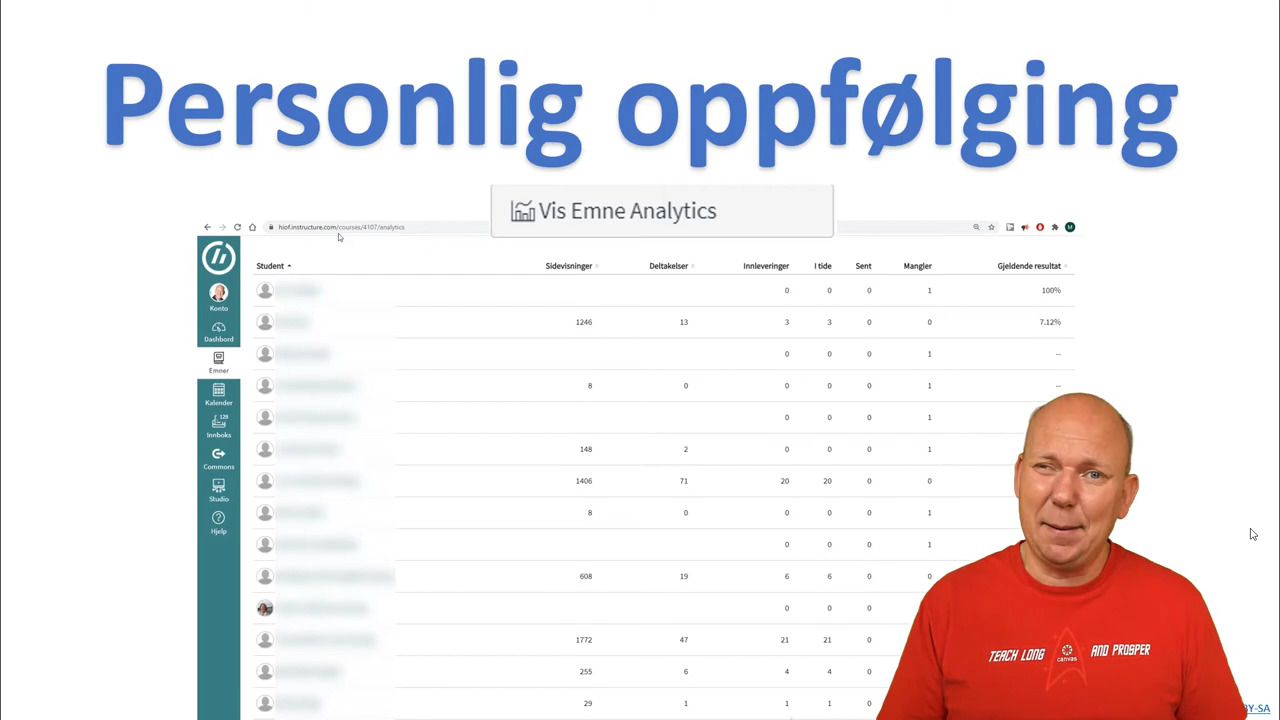 Personlig oppfølging
Vis Emne Analytics
hiof.instructure.com/courses/4107/analytics
M
Student Sidevisninger Deltakelser Innleveringer I tide Sent Mangler Gjeldende resultat
0 0 0 1 100%
1246 13 3 3 0 0 7.12%
0 0 0 1 --
8 0 0 0 0 1 --
0 0 0 1
148 2 0 0 0 1
1406 71 20 20 0 0
8 0 0 0 0 1
0 0 0 1
608 19 6 6 0 0
0 0 0 0
1772 47 21 21 0
255 6 4 4 0
29 1 1 1 0
Konto
Dashbord
Emner
Kalender
129
Innboks
Commons
Studio
Hjelp
TEACH LONG canvas AND PROSPER
BY-SA